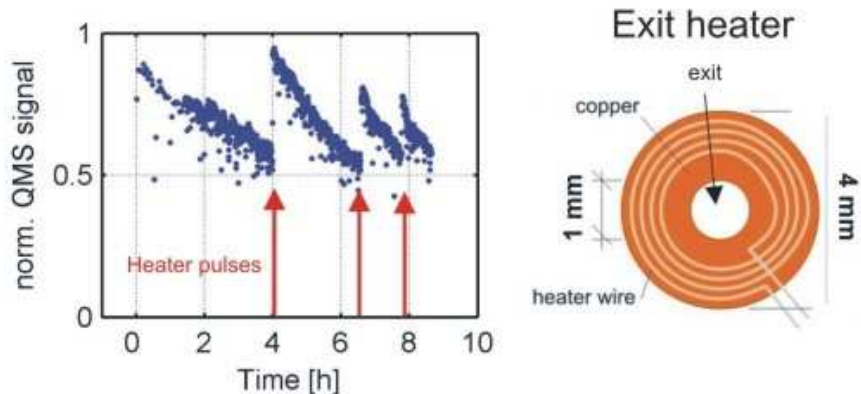 norm. QMS signal
1
0.5
0
Heater pulses
0 2 4 6 8 10
Time [h]
Exit heater
exit
copper
1 mm
4 mm
heater wire